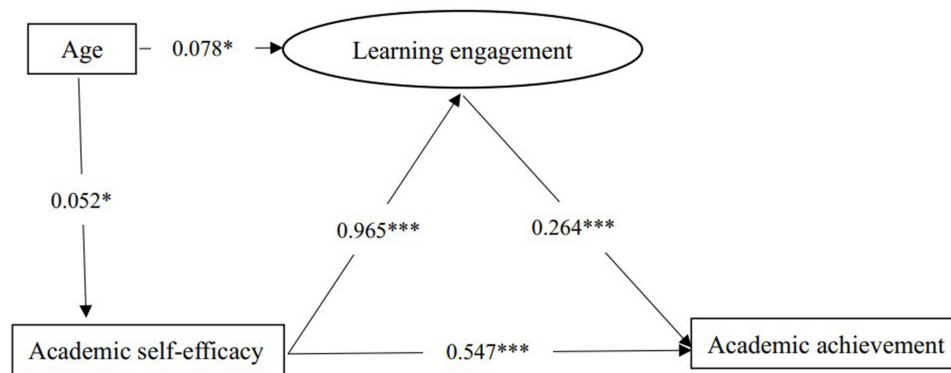 Age
0.078*
Learning engagement
0.052*
0.965***
0.264***
Academic self-efficacy
0.547***
Academic achievement